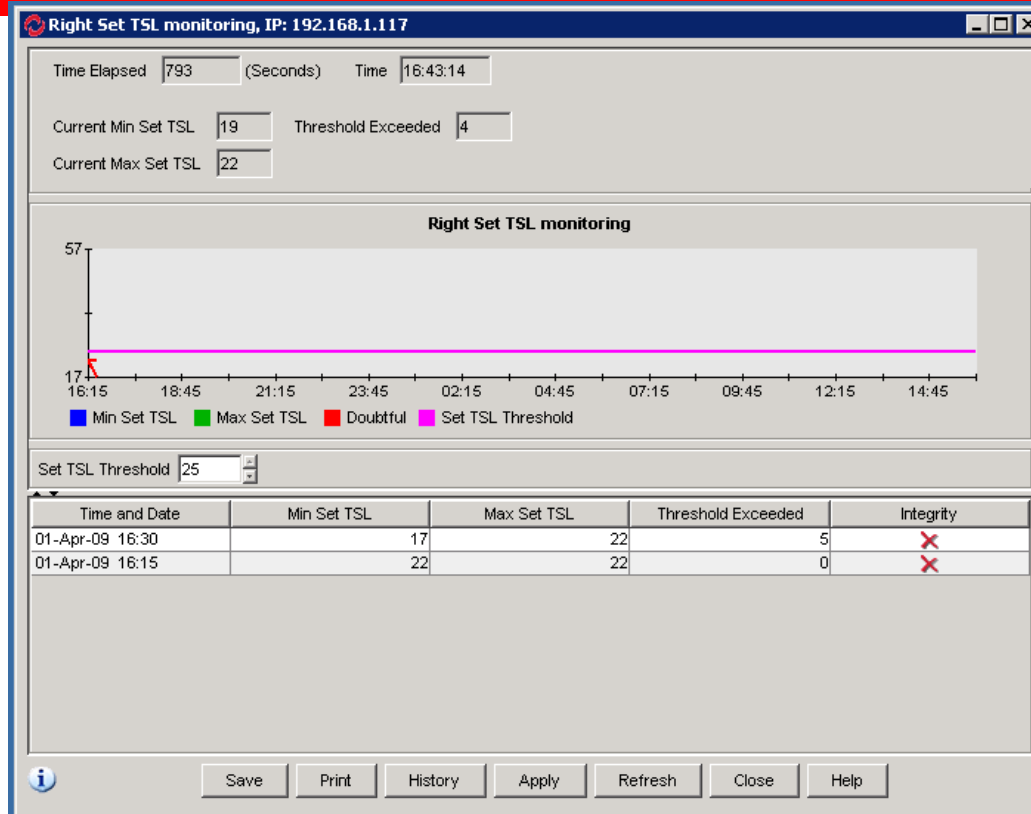 Right Set TSL monitoring, IP: 192.168.1.117
Time Elapsed 793 (Seconds) Time 16:43:14
Current Min Set TSL 19 Threshold Exceeded 4
Current Max Set TSL 22
Right Set TSL monitoring
57
17
16:15 18:45 21:15 23:45 02:15 04:45 07:15 09:45 12:15 14:45
Min Set TSL Max Set TSL Doubtful Set TSL Threshold
Set TSL Threshold 25
Time and Date Min Set TSL Max Set TSL Threshold Exceeded Integrity
01-Apr-09 16:30 17 22 5
01-Apr-09 16:15 22 22 0
Save Print History Apply Refresh Close Help